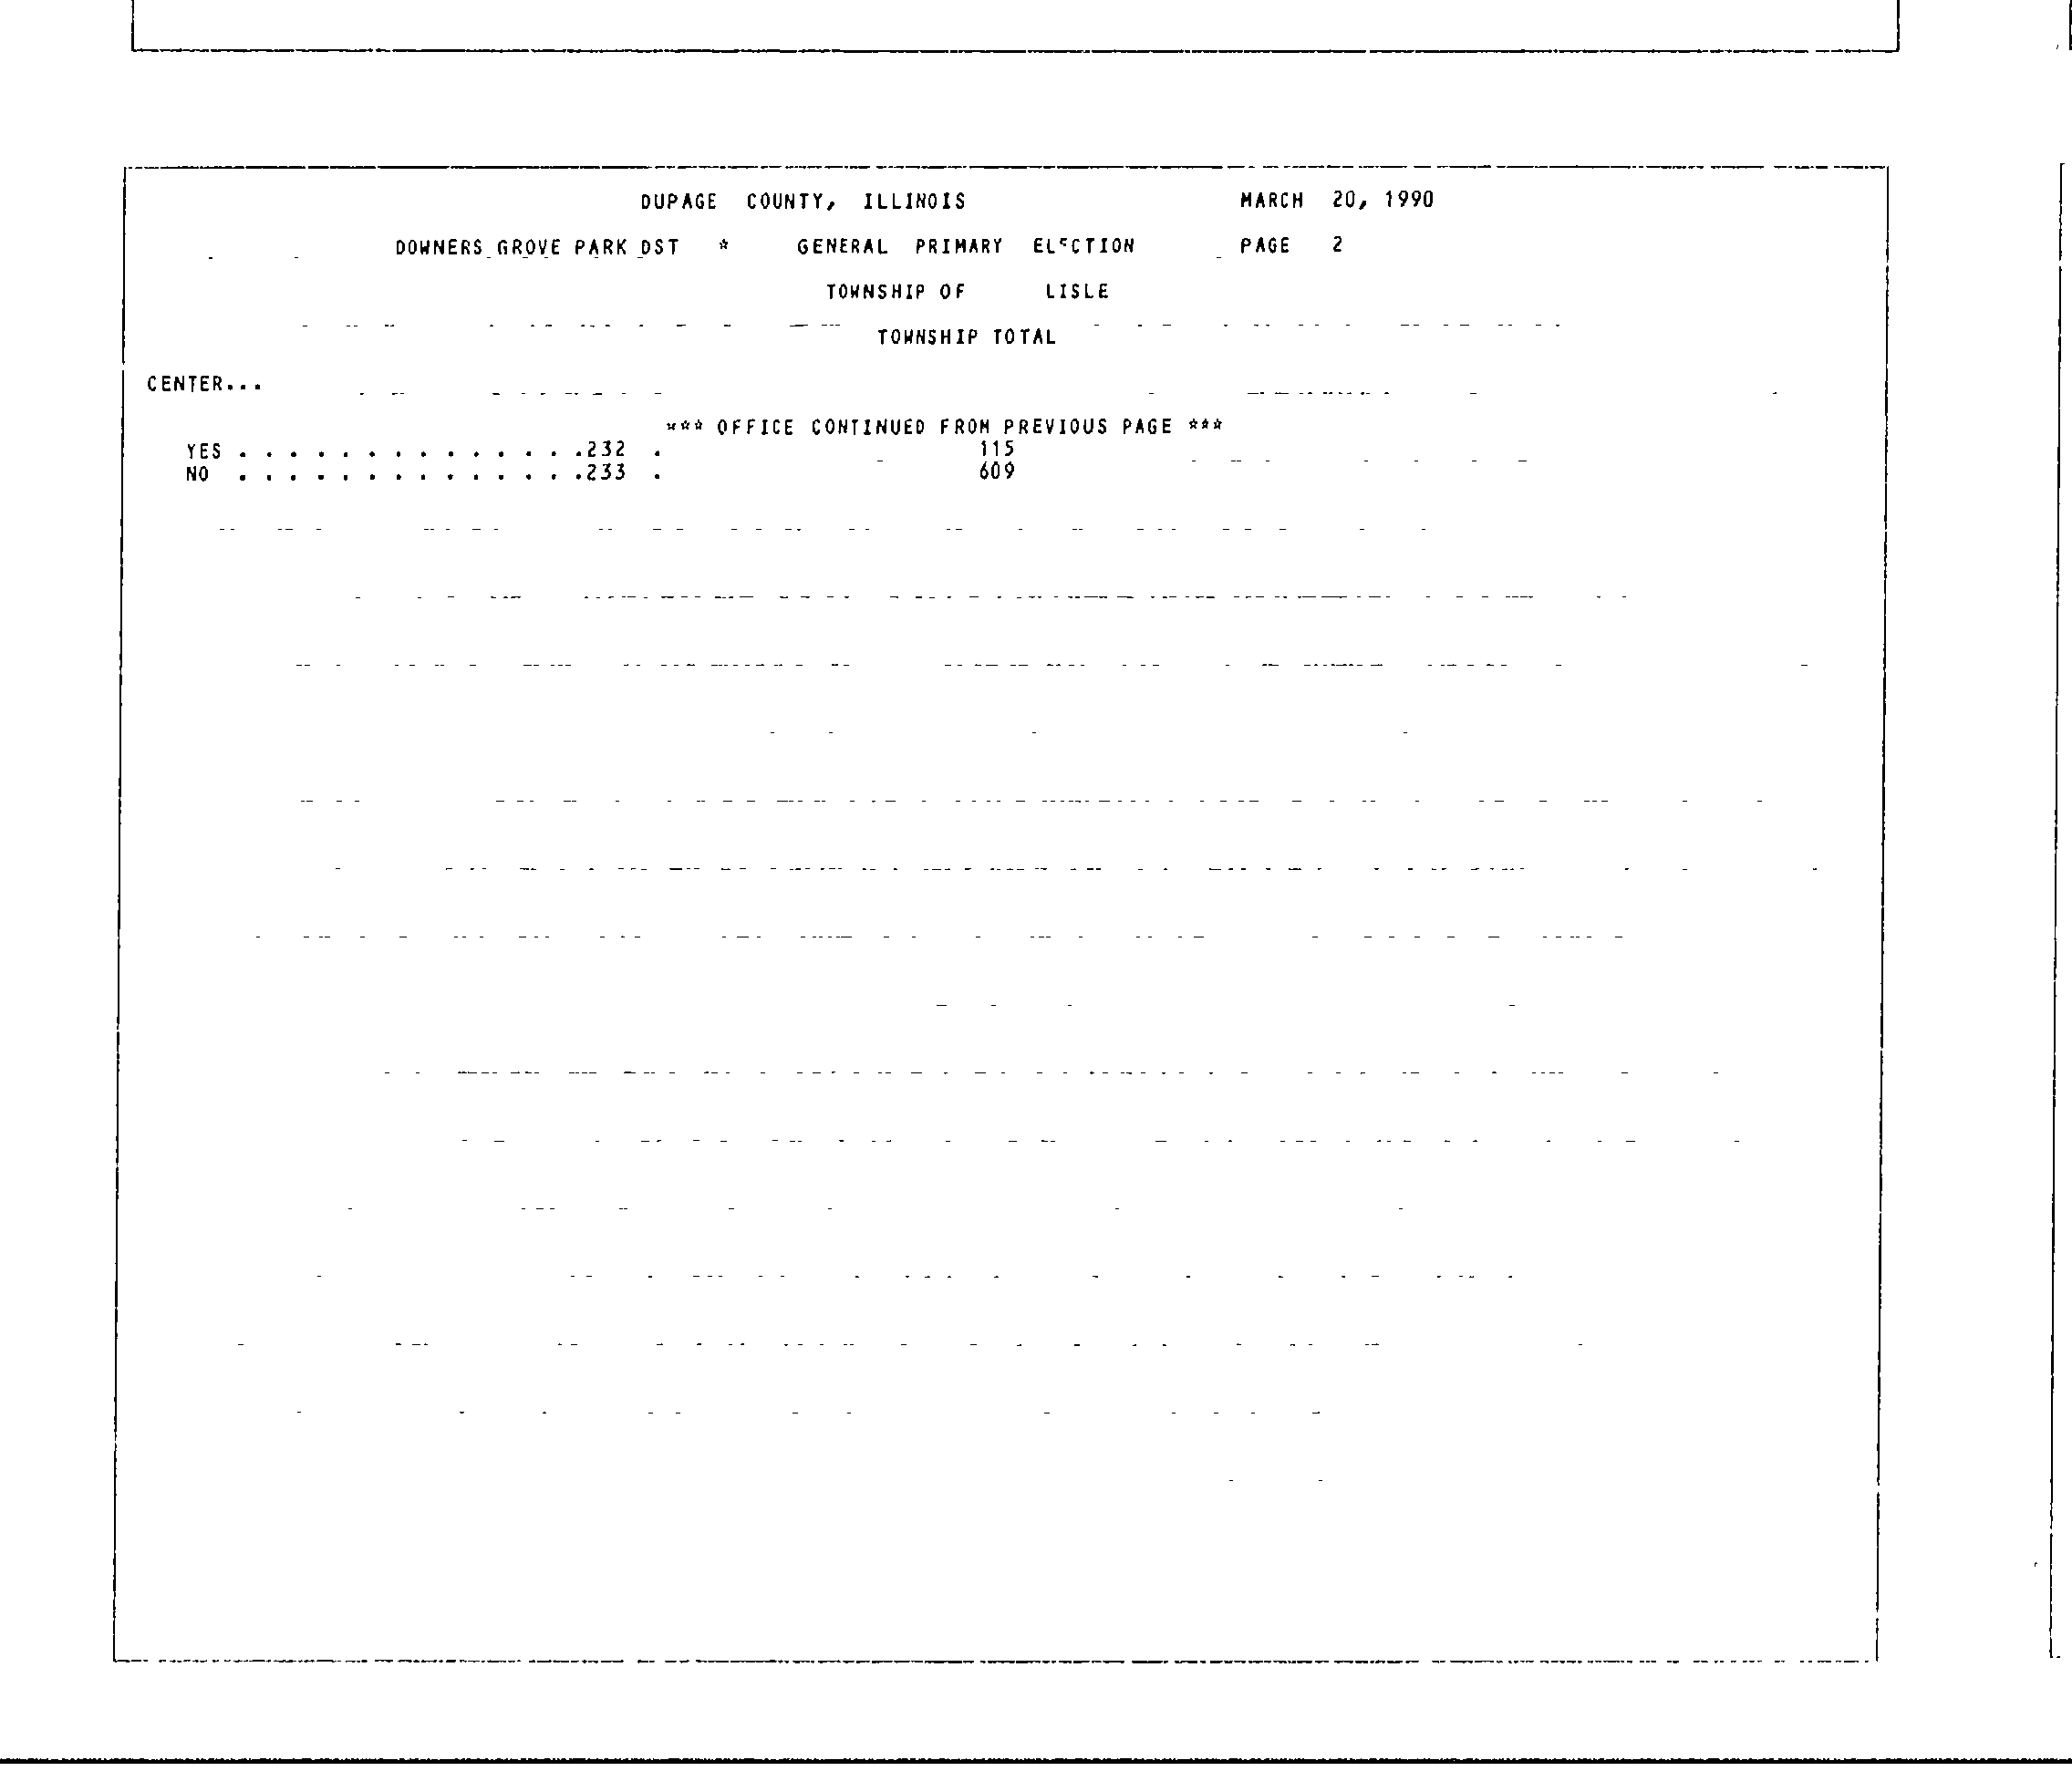 DUPAGE COUNTY, ILLINOIS MARCH 20, 1990
DOWNERS GROVE PARK DST * GENERAL PRIMARY ELECTION PAGE 2
TOWNSHIP OF LISLE
TOWNSHIP TOTAL
CENTER...
*** OFFICE CONTINUED FROM PREVIOUS PAGE ***
YES . . . . . . . . . . . . . .232 . 115
NO . . . . . . . . . . . . . .233 . 609